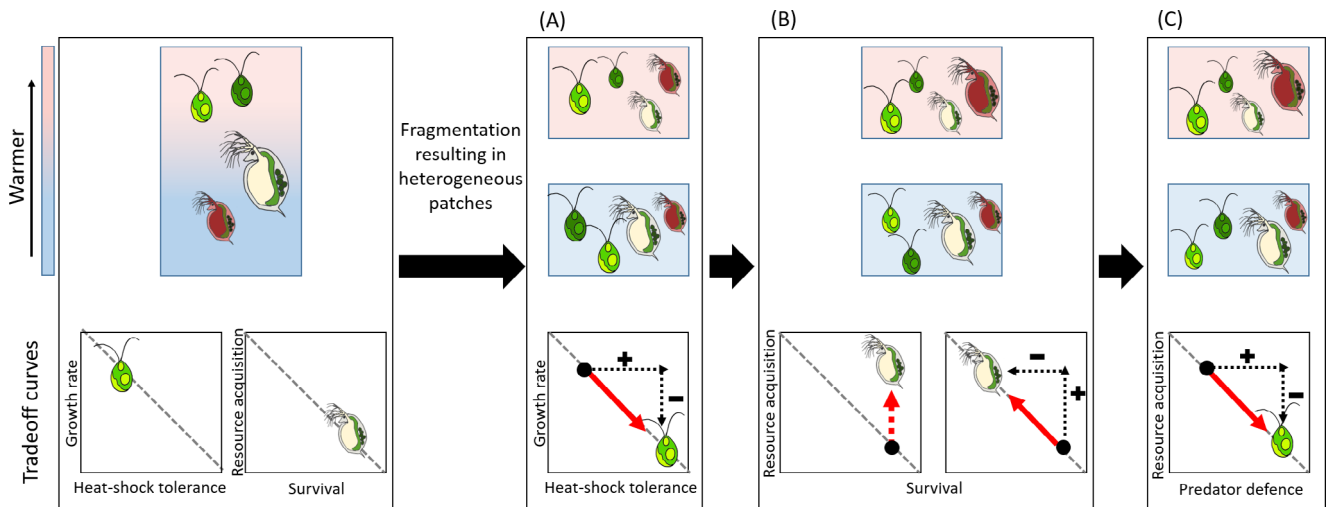 (A)
(B)
(C)
Warmer
Fragmentation
resulting in
heterogeneous
patches
Tradeoff curves
Growth rate
Heat-shock tolerance
Resource acquisition
Survival
Growth rate
+
-
Heat-shock tolerance
Resource acquisition
Survival
-
+
Resource acquisition
+
-
Predator defence